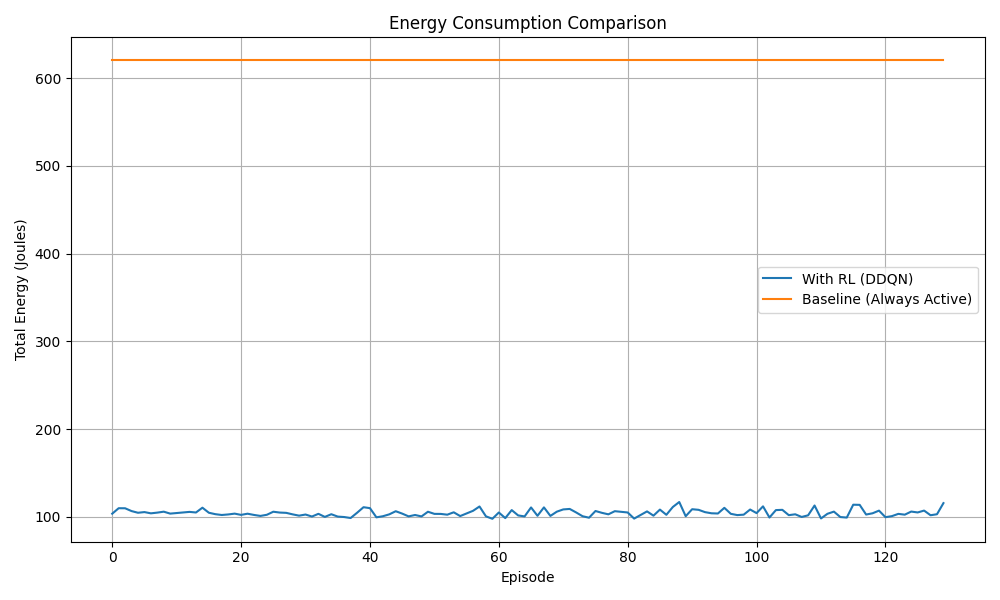 Energy Consumption Comparison
Total Energy (Joules)
600
500
400
300
200
100
With RL (DDQN)
Baseline (Always Active)
0 20 40 60 80 100 120
Episode